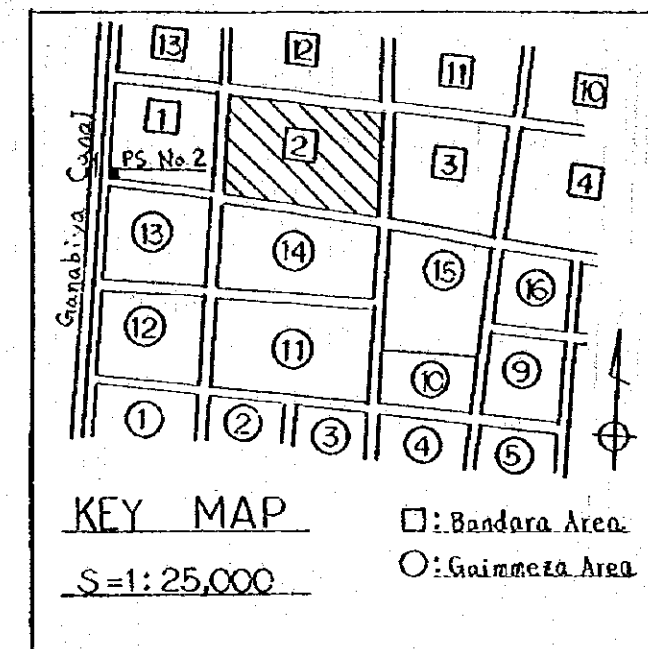 13 12 11 10
1 2 3 4
PS. No. 2
Ganabiya Canal
13 14 15 16
12 11 10 9
1 2 3 4 5
KEY MAP
S=1:25,000
□: Bandara Area.
○: Gaimmeza Area